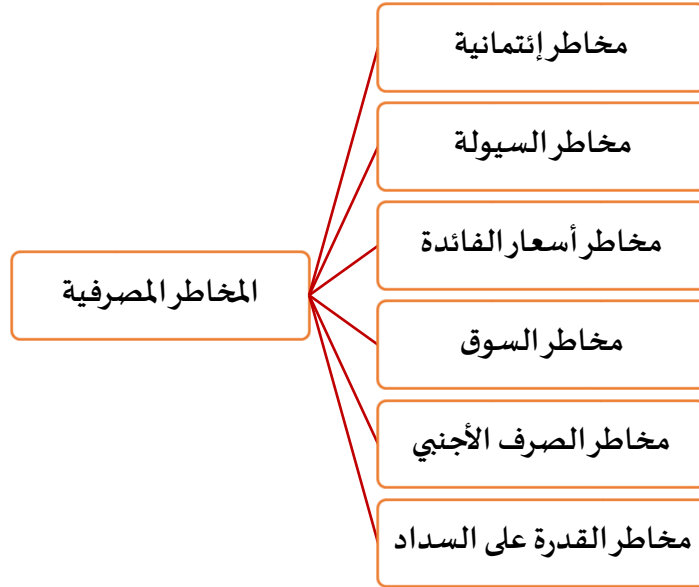 المخاطر المصرفية
مخاطر إئتمانية
مخاطر السيولة
مخاطر أسعار الفائدة
مخاطر السوق
مخاطر الصرف الأجنبي
مخاطر القدرة على السداد